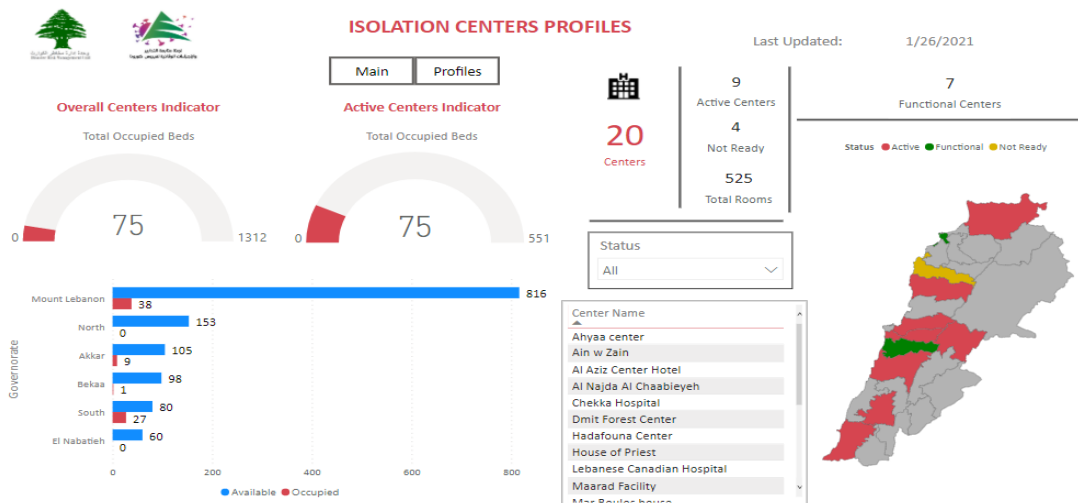 ISOLATION CENTERS PROFILES
Last Updated: 1/26/2021
Main Profiles
Overall Centers Indicator
Total Occupied Beds
75
0
1312
Active Centers Indicator
Total Occupied Beds
75
0
551
20
Centers
9
Active Centers
4
Not Ready
525
Total Rooms
7
Functional Centers
Status Active Functional Not Ready
Status
All
Center Name
Ahyaa center
Ain w Zain
Al Aziz Center Hotel
Al Najda Al Chaabieyeh
Chekka Hospital
Dmit Forest Center
Hadafouna Center
House of Priest
Lebanese Canadian Hospital
Maarad Facility
Mar Boulos house
Governorate
Mount Lebanon 816
38
North 153
0
Akkar 105
9
Bekaa 98
1
South 80
27
El Nabatieh 60
0
0 200 400 600 800
Available Occupied